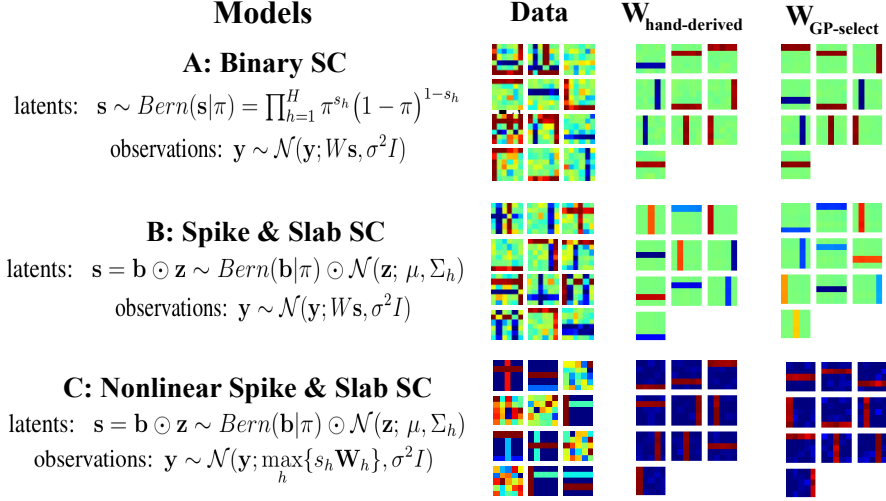 Models Data W_hand-derived W_GP-select
A: Binary SC
latents: s ∼ Bern(s|π) = ∏_{h=1}^{H} π^{s_h} (1 − π)^{1−s_h}
observations: y ∼ N(y; Ws, σ²I)
B: Spike & Slab SC
latents: s = b ⊙ z ∼ Bern(b|π) ⊙ N(z; μ, Σ_h)
observations: y ∼ N(y; Ws, σ²I)
C: Nonlinear Spike & Slab SC
latents: s = b ⊙ z ∼ Bern(b|π) ⊙ N(z; μ, Σ_h)
observations: y ∼ N(y; max_h{s_h W_h}, σ²I)